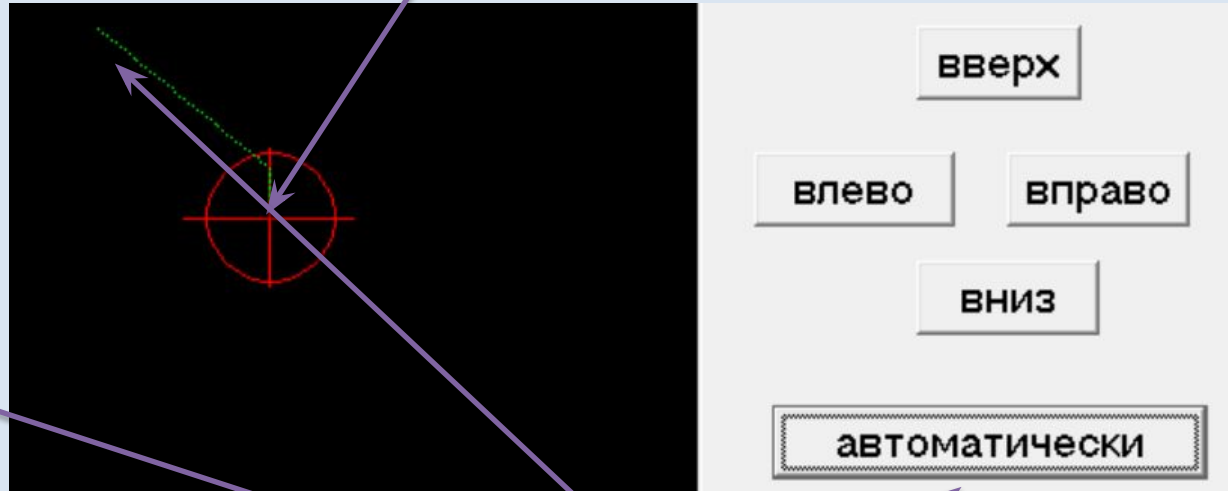 вверх
влево вправо
вниз
автоматически